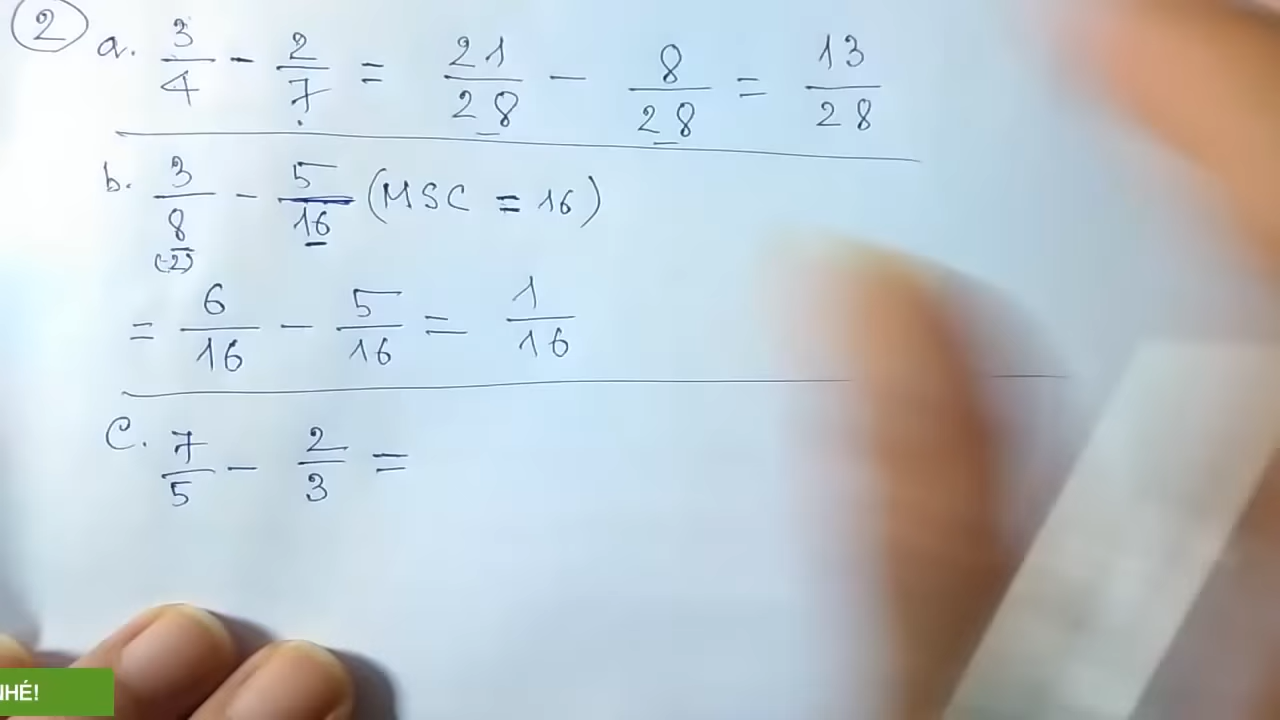 2 a. 3/4 - 2/7 = 21/28 - 8/28 = 13/28
b. 3/8 - 5/16 (MSC = 16)
(2)
= 6/16 - 5/16 = 1/16
c. 7/5 - 2/3 =
NHÉ!